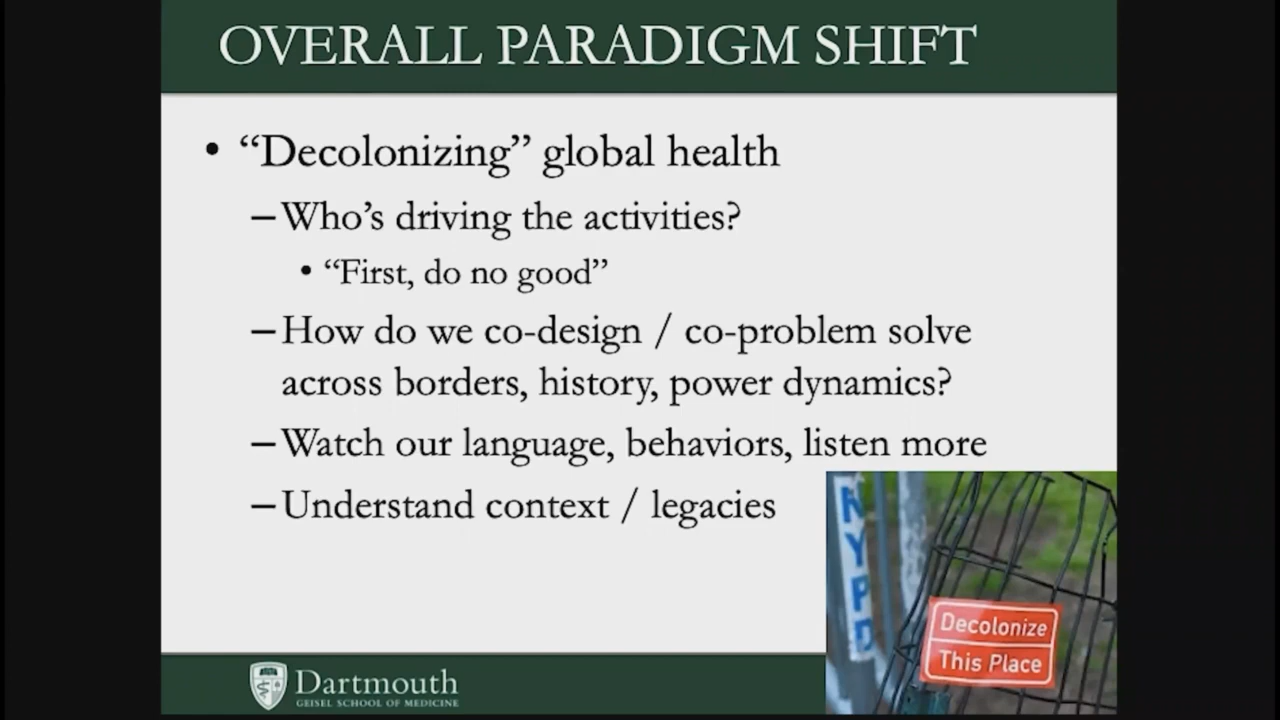 OVERALL PARADIGM SHIFT
• “Decolonizing” global health
– Who’s driving the activities?
• “First, do no good”
– How do we co-design / co-problem solve
across borders, history, power dynamics?
– Watch our language, behaviors, listen more
– Understand context / legacies
NYPD
Decolonize
This Place
Dartmouth
GEISEL SCHOOL OF MEDICINE